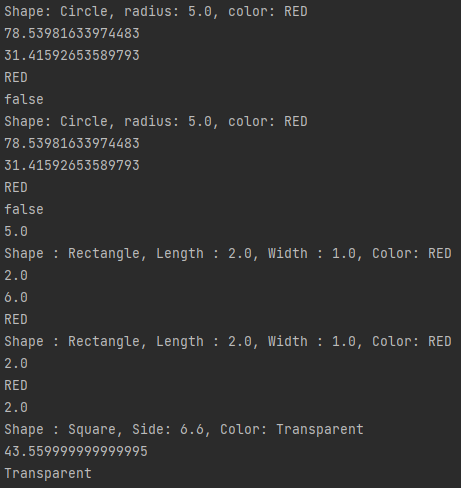 Shape: Circle, radius: 5.0, color: RED
78.53981633974483
31.41592653589793
RED
false
Shape: Circle, radius: 5.0, color: RED
78.53981633974483
31.41592653589793
RED
false
5.0
Shape : Rectangle, Length : 2.0, Width : 1.0, Color: RED
2.0
6.0
RED
Shape : Rectangle, Length : 2.0, Width : 1.0, Color: RED
2.0
RED
2.0
Shape : Square, Side: 6.6, Color: Transparent
43.559999999999995
Transparent